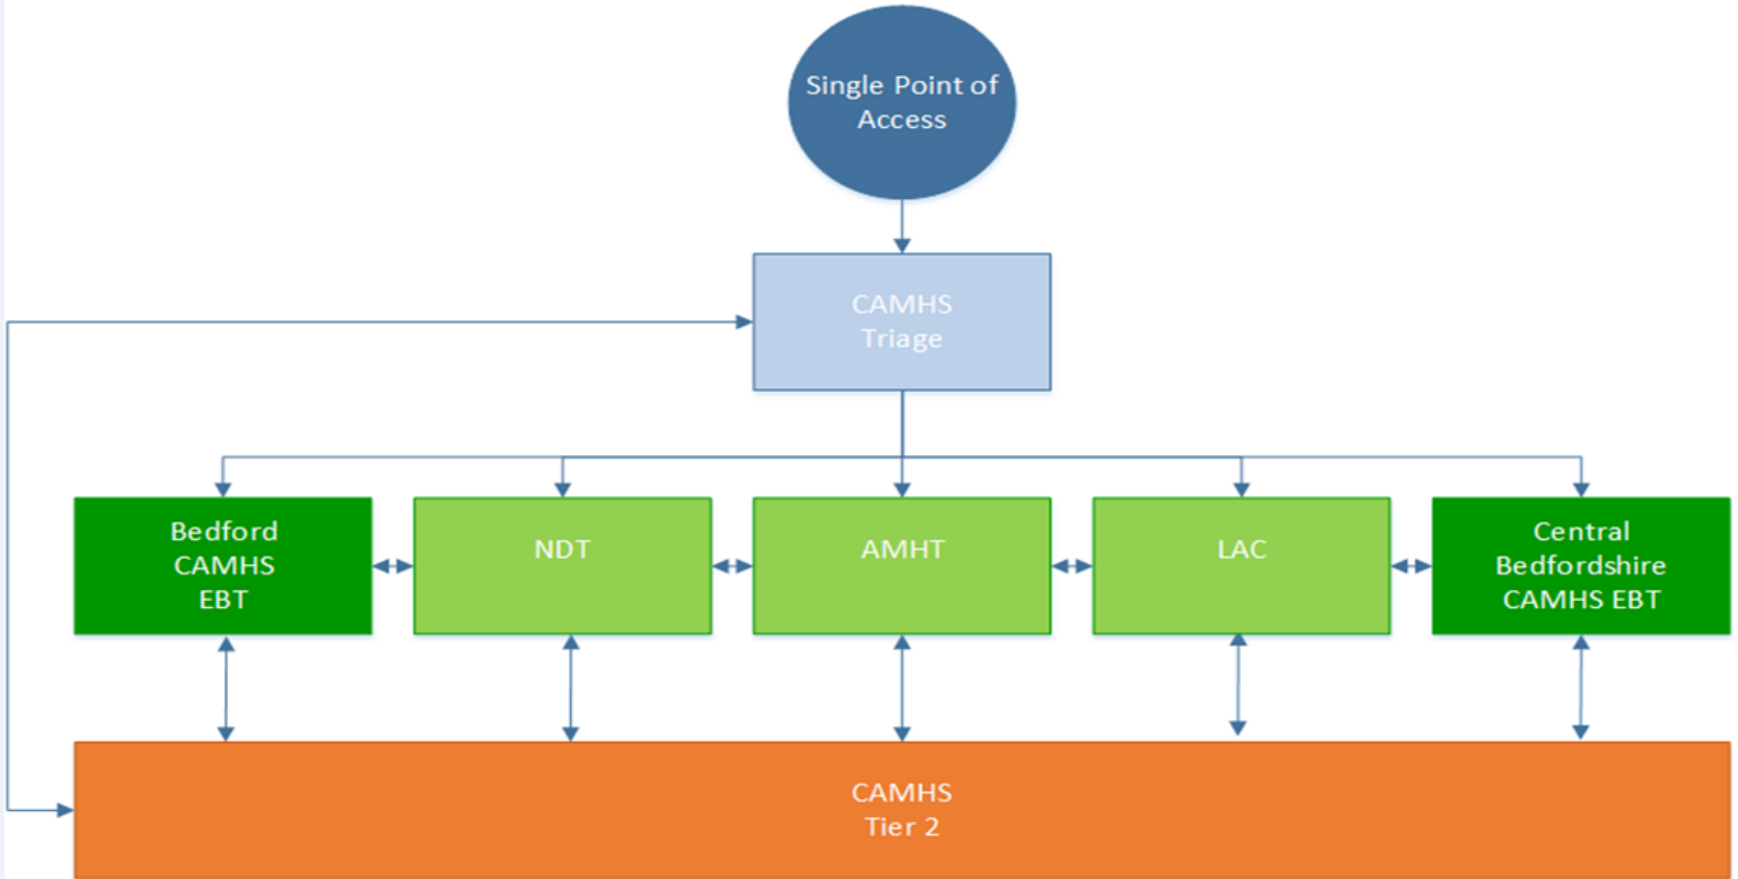 Single Point of
Access
CAMHS
Triage
Bedford
CAMHS
EBT
NDT
AMHT
LAC
Central
Bedfordshire
CAMHS EBT
CAMHS
Tier 2